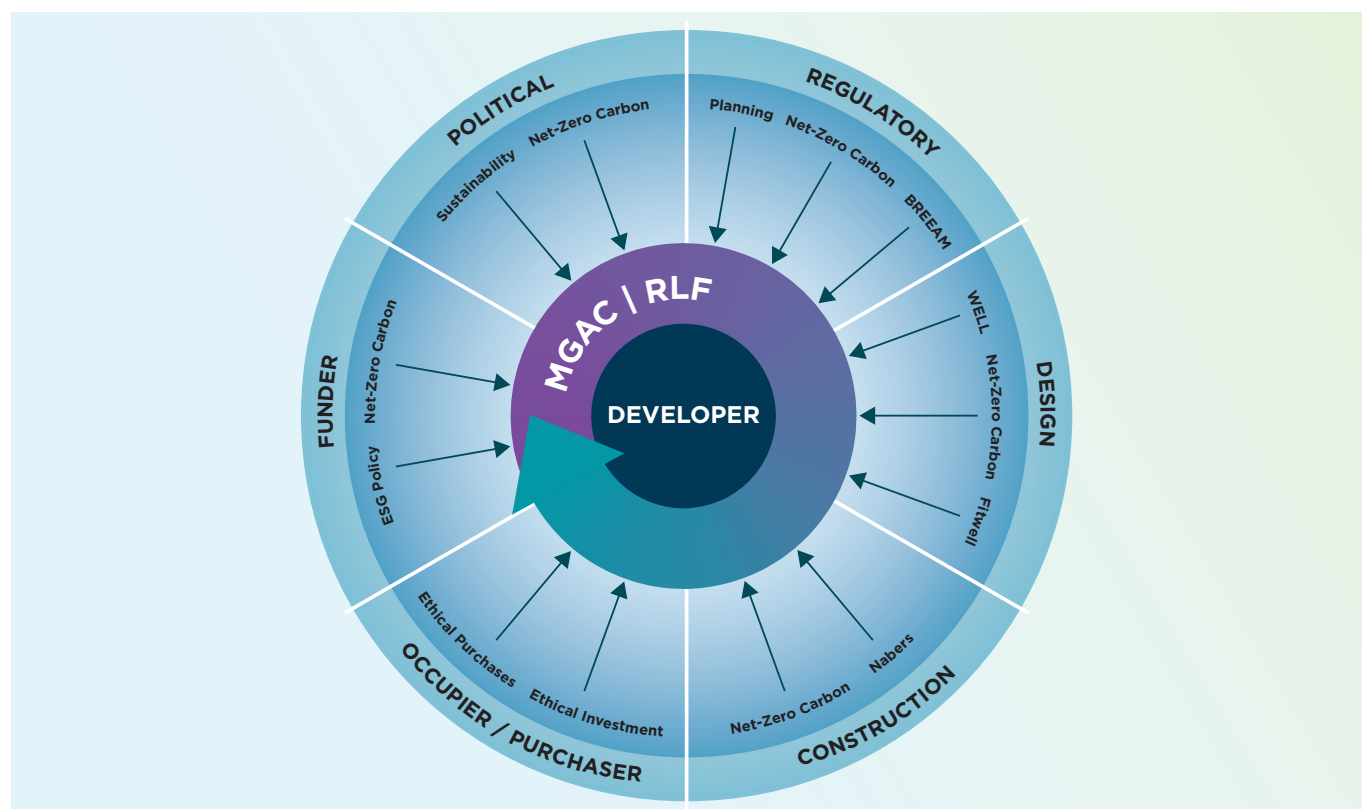 POLITICAL
Sustainability
Net-Zero Carbon
REGULATORY
Planning
Net-Zero Carbon
BREEAM
DESIGN
WELL
Net-Zero Carbon
Fitwell
CONSTRUCTION
Nabers
Net-Zero Carbon
OCCUPIER / PURCHASER
Ethical Purchases
Ethical Investment
FUNDER
Net-Zero Carbon
ESG Policy
MGAC | RLF
DEVELOPER